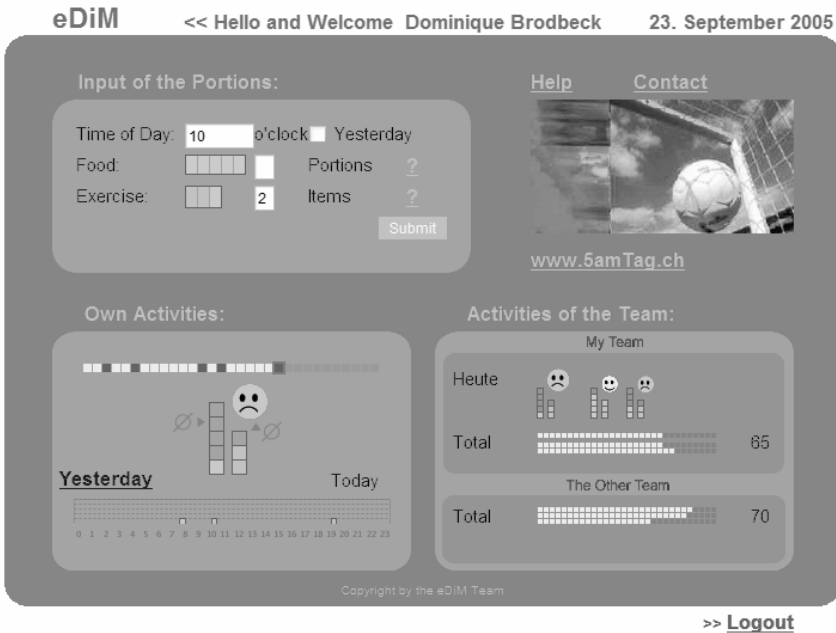 eDiM << Hello and Welcome Dominique Brodbeck 23. September 2005
Input of the Portions:
Help Contact
Time of Day: 10 o'clock Yesterday
Food: Portions ?
Exercise: 2 Items ?
Submit
www.5amTag.ch
Own Activities:
Activities of the Team:
My Team
Heute
Total 65
Yesterday Today
The Other Team
Total 70
0 1 2 3 4 5 6 7 8 9 10 11 12 13 14 15 16 17 18 19 20 21 22 23
Copyright by the eDiM Team
>> Logout